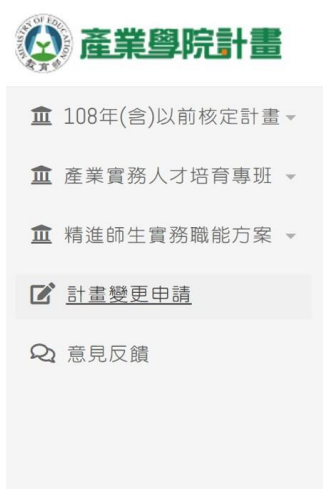 MINISTRY OF EDUCATION
教育部
產業學院計畫
108年(含)以前核定計畫
產業實務人才培育專班
精進師生實務職能方案
計畫變更申請
意見反饋